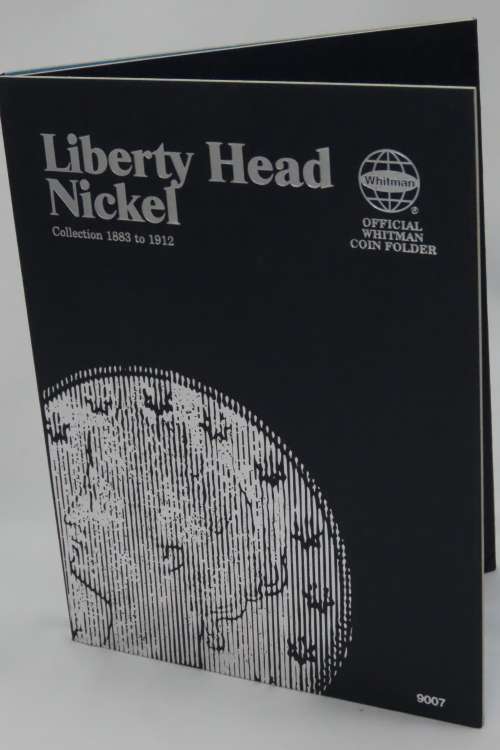 Liberty Head
Nickel
Collection 1883 to 1912
Whitman
®
OFFICIAL
WHITMAN
COIN FOLDER
9007